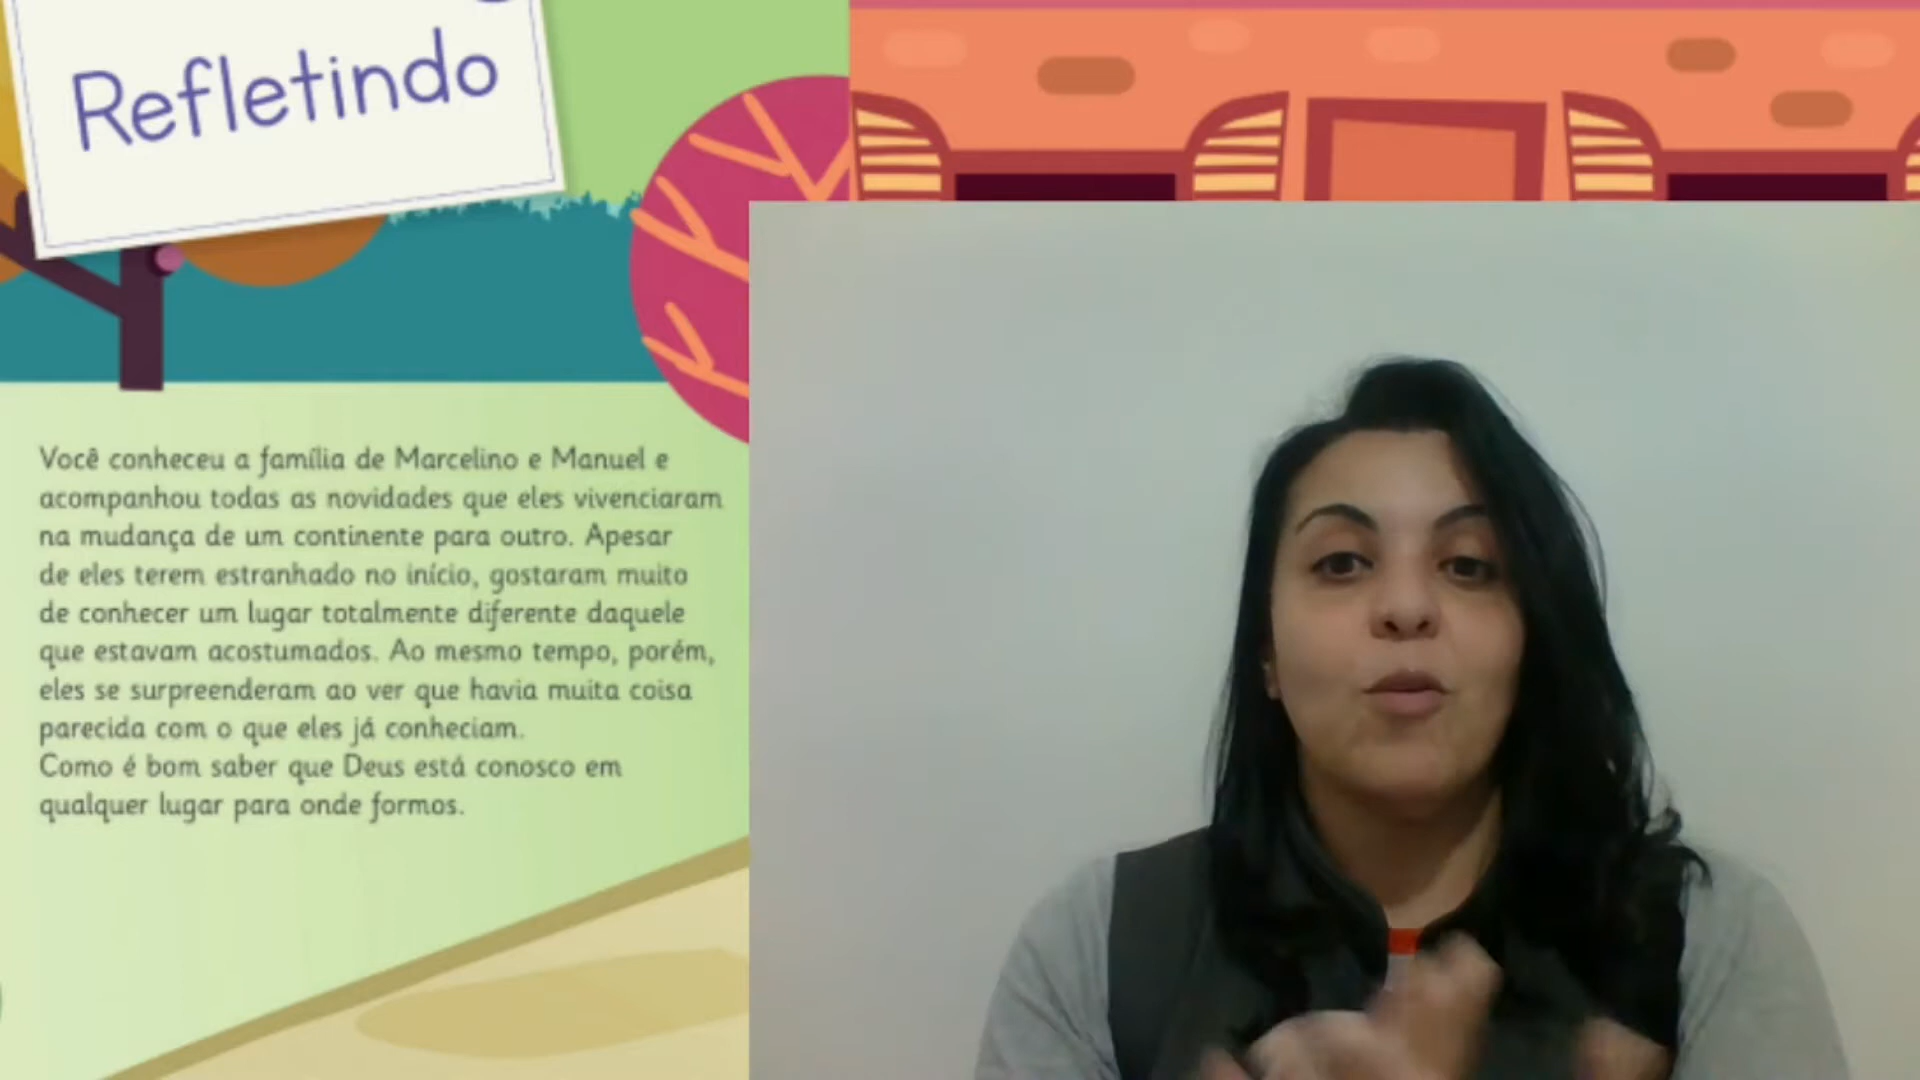 Refletindo
Você conheceu a família de Marcelino e Manuel e
acompanhou todas as novidades que eles vivenciaram
na mudança de um continente para outro. Apesar
de eles terem estranhado no início, gostaram muito
de conhecer um lugar totalmente diferente daquele
que estavam acostumados. Ao mesmo tempo, porém,
eles se surpreenderam ao ver que havia muita coisa
parecida com o que eles já conheciam.
Como é bom saber que Deus está conosco em
qualquer lugar para onde formos.